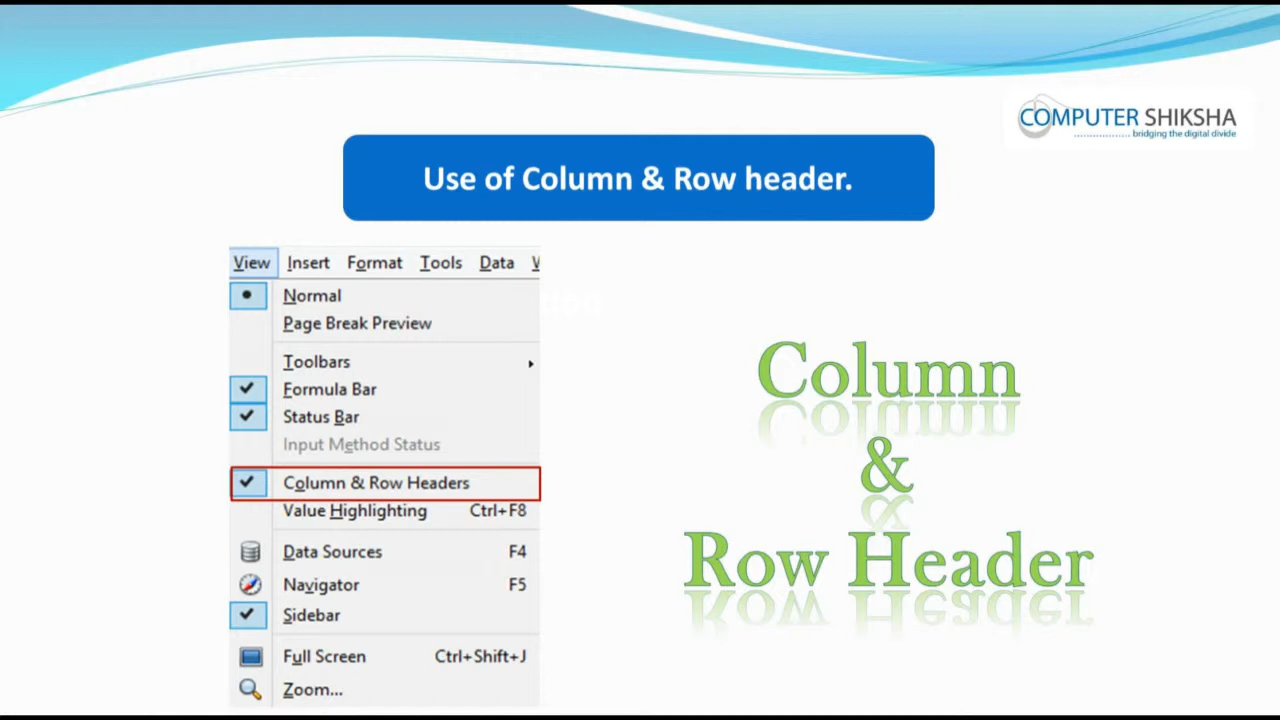 COMPUTER SHIKSHA
bridging the digital divide
Use of Column & Row header.
View Insert Format Tools Data
Normal
Page Break Preview
Toolbars
Formula Bar
Status Bar
Input Method Status
Column & Row Headers
Value Highlighting Ctrl+F8
Data Sources F4
Navigator F5
Sidebar
Full Screen Ctrl+Shift+J
Zoom...
Column
&
Row Header